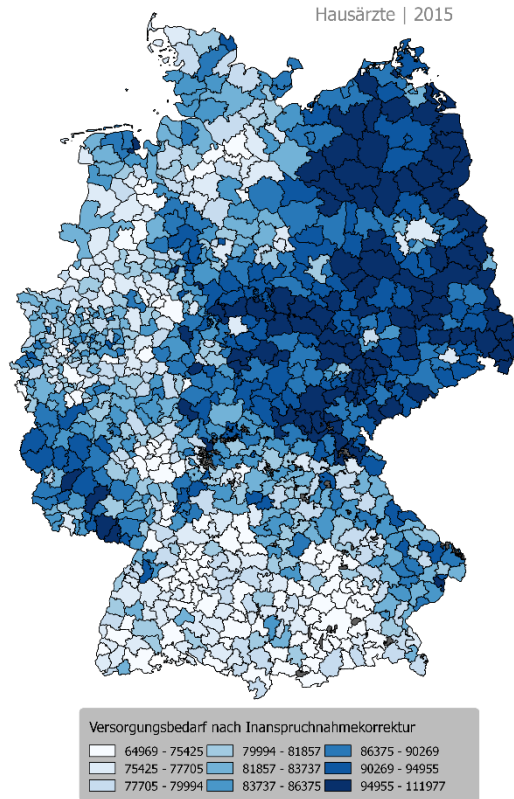 Hausärzte | 2015
Versorgungsbedarf nach Inanspruchnahmekorrektur
64969 - 75425 79994 - 81857 86375 - 90269
75425 - 77705 81857 - 83737 90269 - 94955
77705 - 79994 83737 - 86375 94955 - 111977